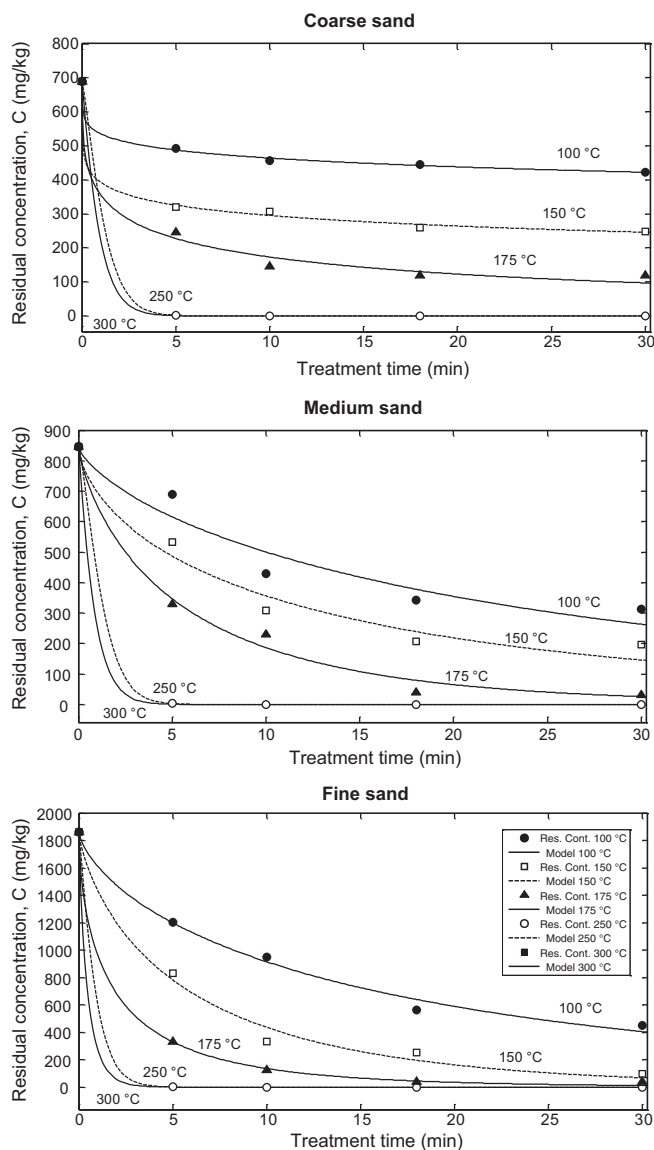 Coarse sand
Residual concentration, C (mg/kg)
800
700
600
500
400
300
200
100
0
100 °C
150 °C
175 °C
250 °C
300 °C
0 5 10 15 20 25 30
Treatment time (min)
Medium sand
Residual concentration, C (mg/kg)
900
800
700
600
500
400
300
200
100
0
100 °C
150 °C
175 °C
250 °C
300 °C
0 5 10 15 20 25 30
Treatment time (min)
Fine sand
Residual concentration, C (mg/kg)
2000
1800
1600
1400
1200
1000
800
600
400
200
0
Res. Cont. 100 °C
Model 100 °C
Res. Cont. 150 °C
Model 150 °C
Res. Cont. 175 °C
Model 175 °C
Res. Cont. 250 °C
Model 250 °C
Res. Cont. 300 °C
Model 300 °C
100 °C
175 °C
150 °C
250 °C
300 °C
0 5 10 15 20 25 30
Treatment time (min)